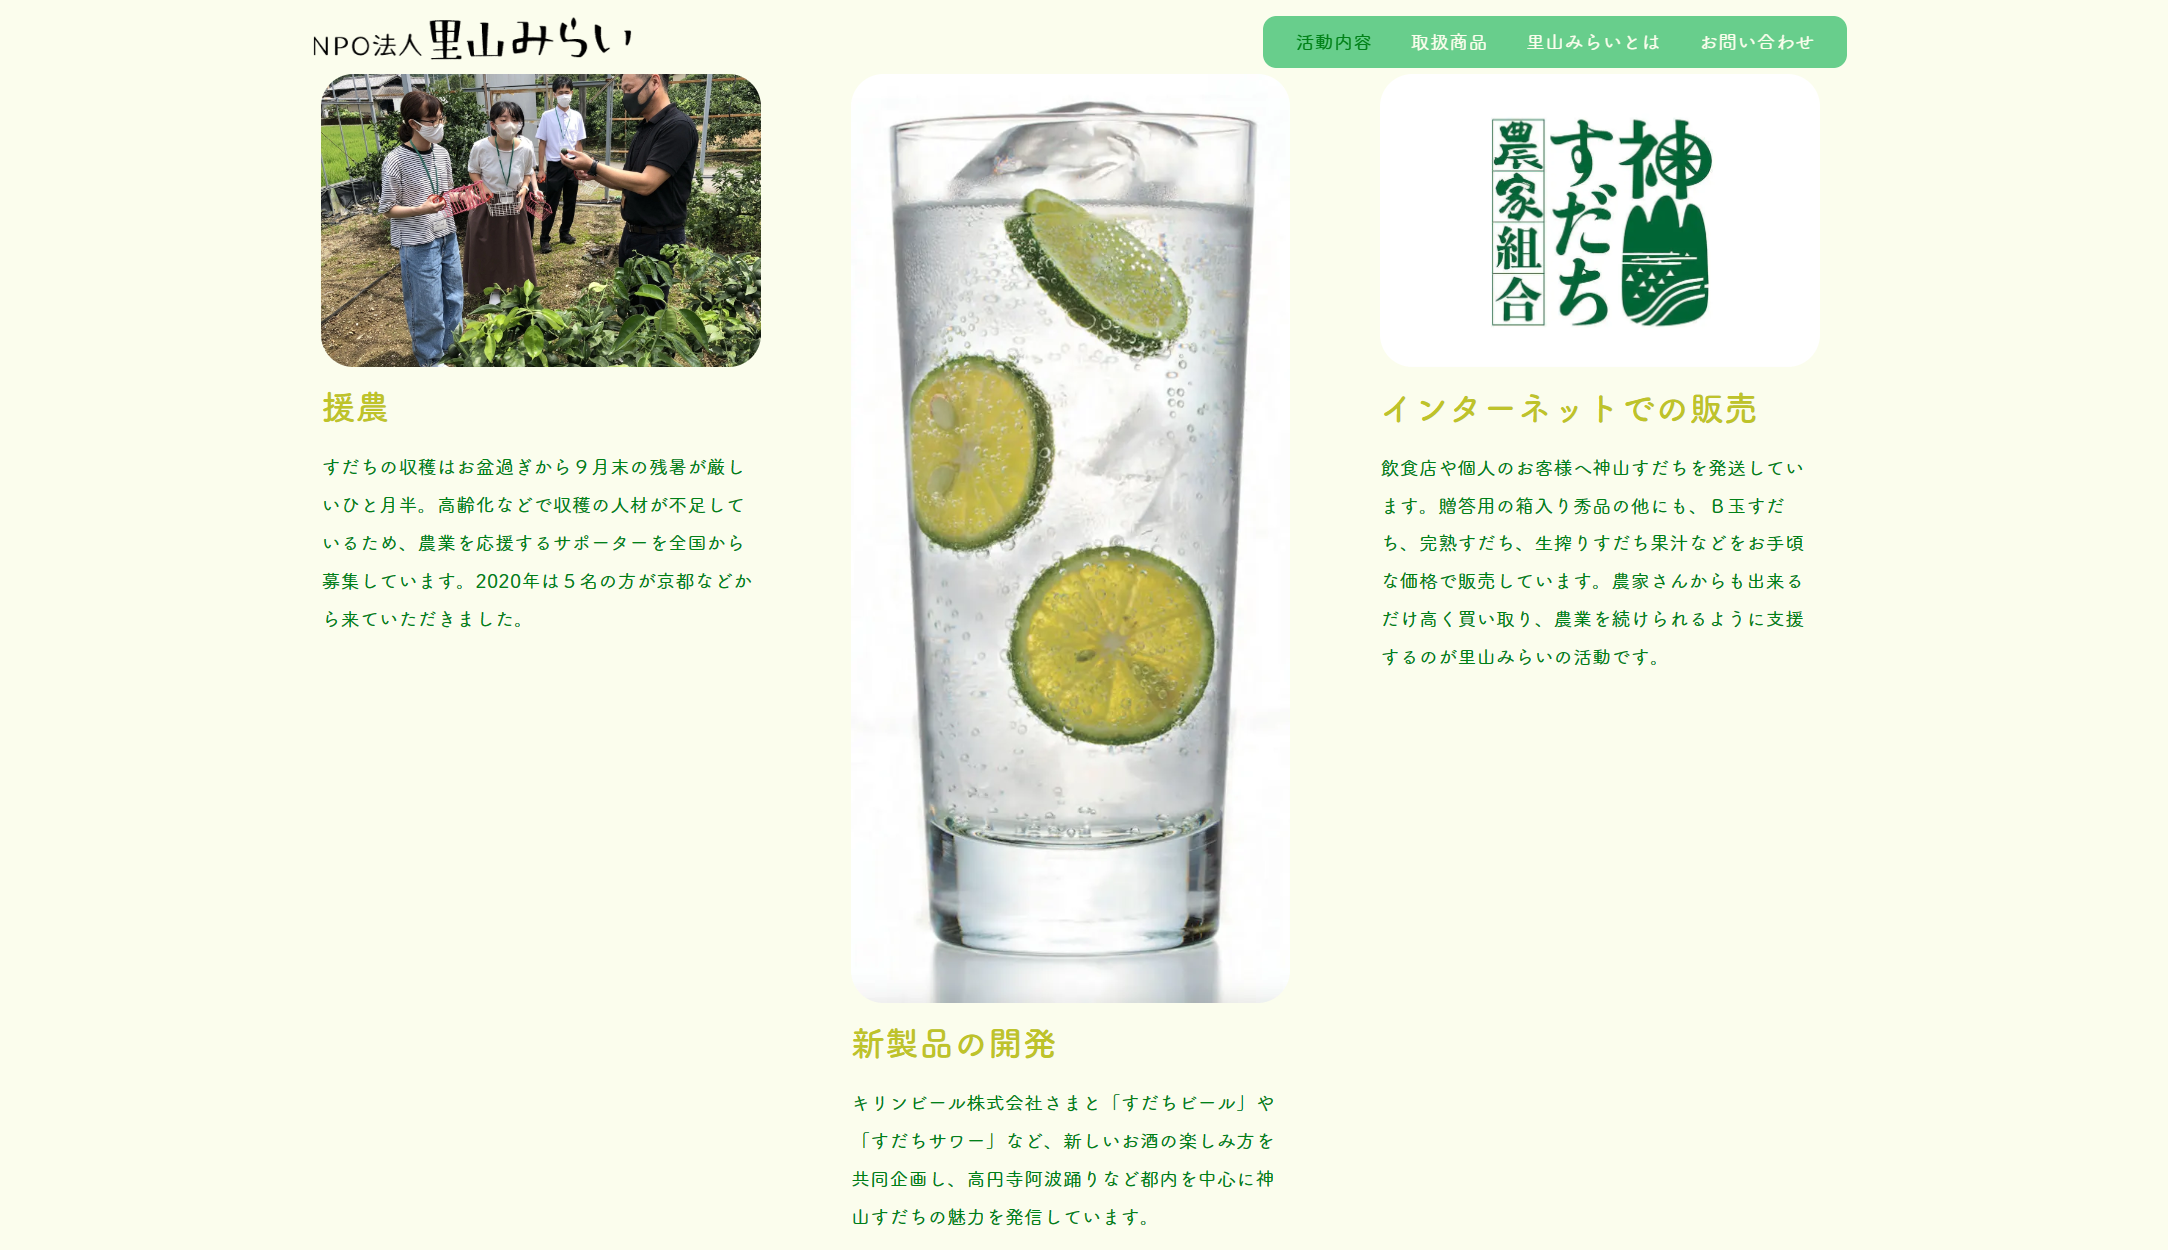 NPO法人里山みらい
活動内容 取扱商品 里山みらいとは お問い合わせ
援農
すだちの収穫はお盆過ぎから９月末の残暑が厳し
いひと月半。高齢化などで収穫の人材が不足して
いるため、農業を応援するサポーターを全国から
募集しています。2020年は５名の方が京都などか
ら来ていただきました。
新製品の開発
キリンビール株式会社さまと「すだちビール」や
「すだちサワー」など、新しいお酒の楽しみ方を
共同企画し、高円寺阿波踊りなど都内を中心に神
山すだちの魅力を発信しています。
神山
すだち
農家組合
インターネットでの販売
飲食店や個人のお客様へ神山すだちを発送してい
ます。贈答用の箱入り秀品の他にも、Ｂ玉すだ
ち、完熟すだち、生搾りすだち果汁などをお手頃
な価格で販売しています。農家さんからも出来る
だけ高く買い取り、農業を続けられるように支援
するのが里山みらいの活動です。